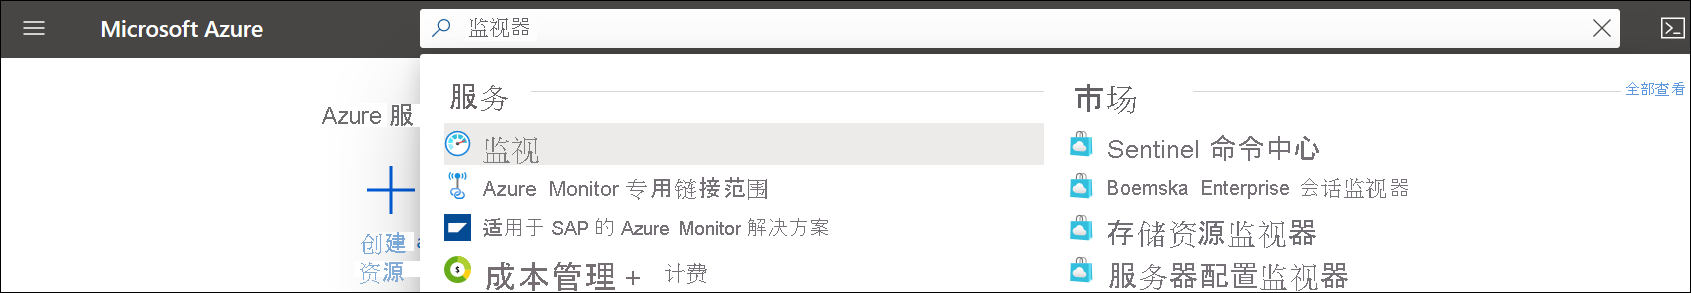 Microsoft Azure
监视器
Azure 服
创建
资源
服务
监视
Azure Monitor 专用链接范围
适用于 SAP 的 Azure Monitor 解决方案
成本管理 + 计费
市场
全部查看
Sentinel 命令中心
Boemska Enterprise 会话监视器
存储资源监视器
服务器配置监视器